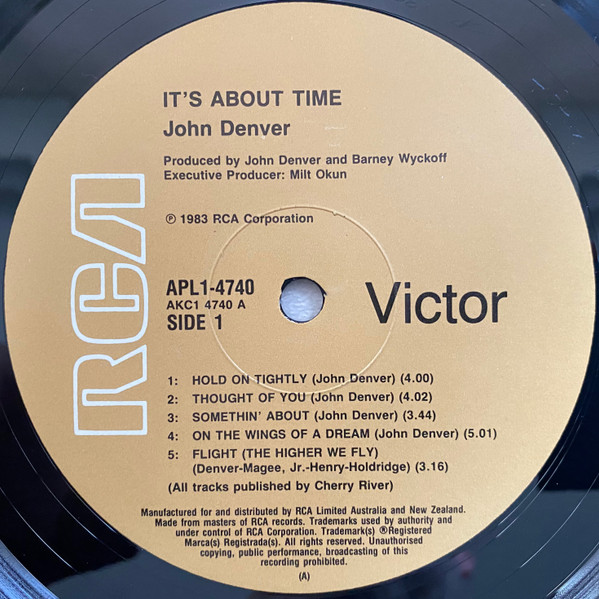 IT'S ABOUT TIME
John Denver
Produced by John Denver and Barney Wyckoff
Executive Producer: Milt Okun
℗ 1983 RCA Corporation
RCA
APL1-4740
AKC1 4740 A
SIDE 1
Victor
1: HOLD ON TIGHTLY (John Denver) (4.00)
2: THOUGHT OF YOU (John Denver) (4.02)
3: SOMETHIN' ABOUT (John Denver) (3.44)
4: ON THE WINGS OF A DREAM (John Denver) (5.01)
5: FLIGHT (THE HIGHER WE FLY)
(Denver-Magee, Jr.-Henry-Holdridge) (3.16)
(All tracks published by Cherry River)
Manufactured for and distributed by RCA Limited Australia and New Zealand.
Made from masters of RCA records. Trademarks used by authority and
under control of RCA Corporation. Trademark(s) ®Registered
Marca(s) Registrada(s). All rights reserved. Unauthorised
copying, public performance, broadcasting of this
recording prohibited.
(A)